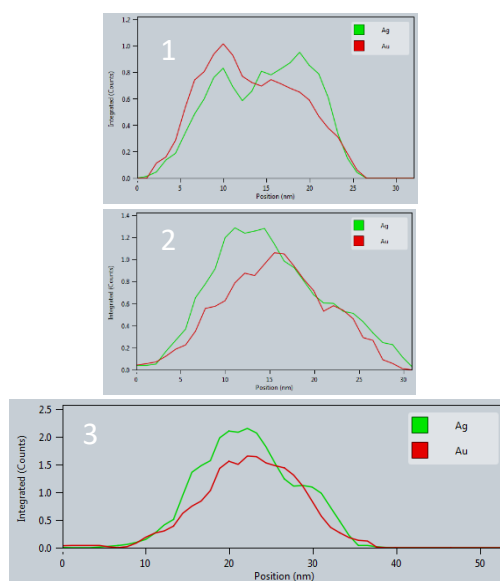 1
Ag
Au
Integrated (Counts)
1.2
1.0
0.8
0.6
0.4
0.2
0.0
0 5 10 15 20 25 30
Position (nm)
2
Ag
Au
Integrated (Counts)
1.4
1.2
1.0
0.8
0.6
0.4
0.2
0.0
0 5 10 15 20 25 30
Position (nm)
3
Ag
Au
Integrated (Counts)
2.5
2.0
1.5
1.0
0.5
0.0
0 10 20 30 40 50
Position (nm)